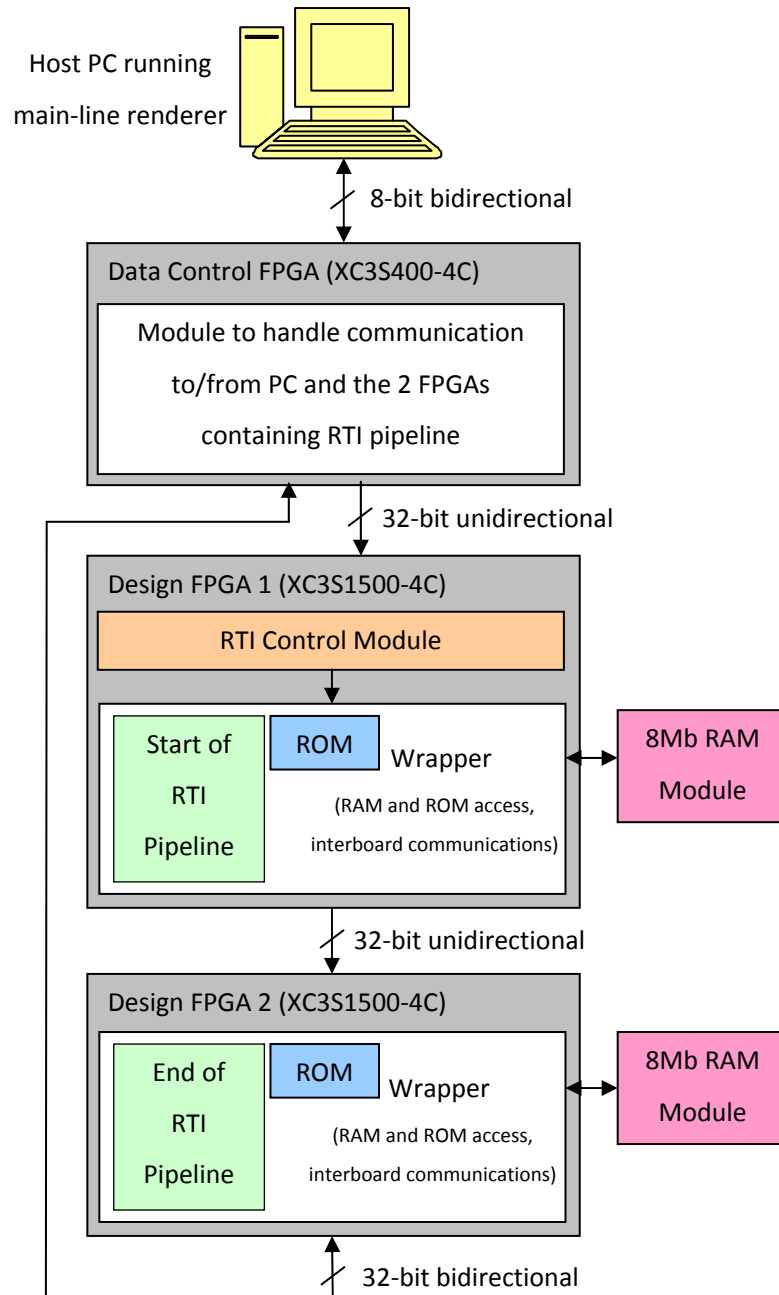 Host PC running
main-line renderer
8-bit bidirectional
Data Control FPGA (XC3S400-4C)
Module to handle communication
to/from PC and the 2 FPGAs
containing RTI pipeline
32-bit unidirectional
Design FPGA 1 (XC3S1500-4C)
RTI Control Module
Start of
RTI
Pipeline
ROM
Wrapper
(RAM and ROM access,
interboard communications)
8Mb RAM
Module
32-bit unidirectional
Design FPGA 2 (XC3S1500-4C)
End of
RTI
Pipeline
ROM
Wrapper
(RAM and ROM access,
interboard communications)
8Mb RAM
Module
32-bit bidirectional